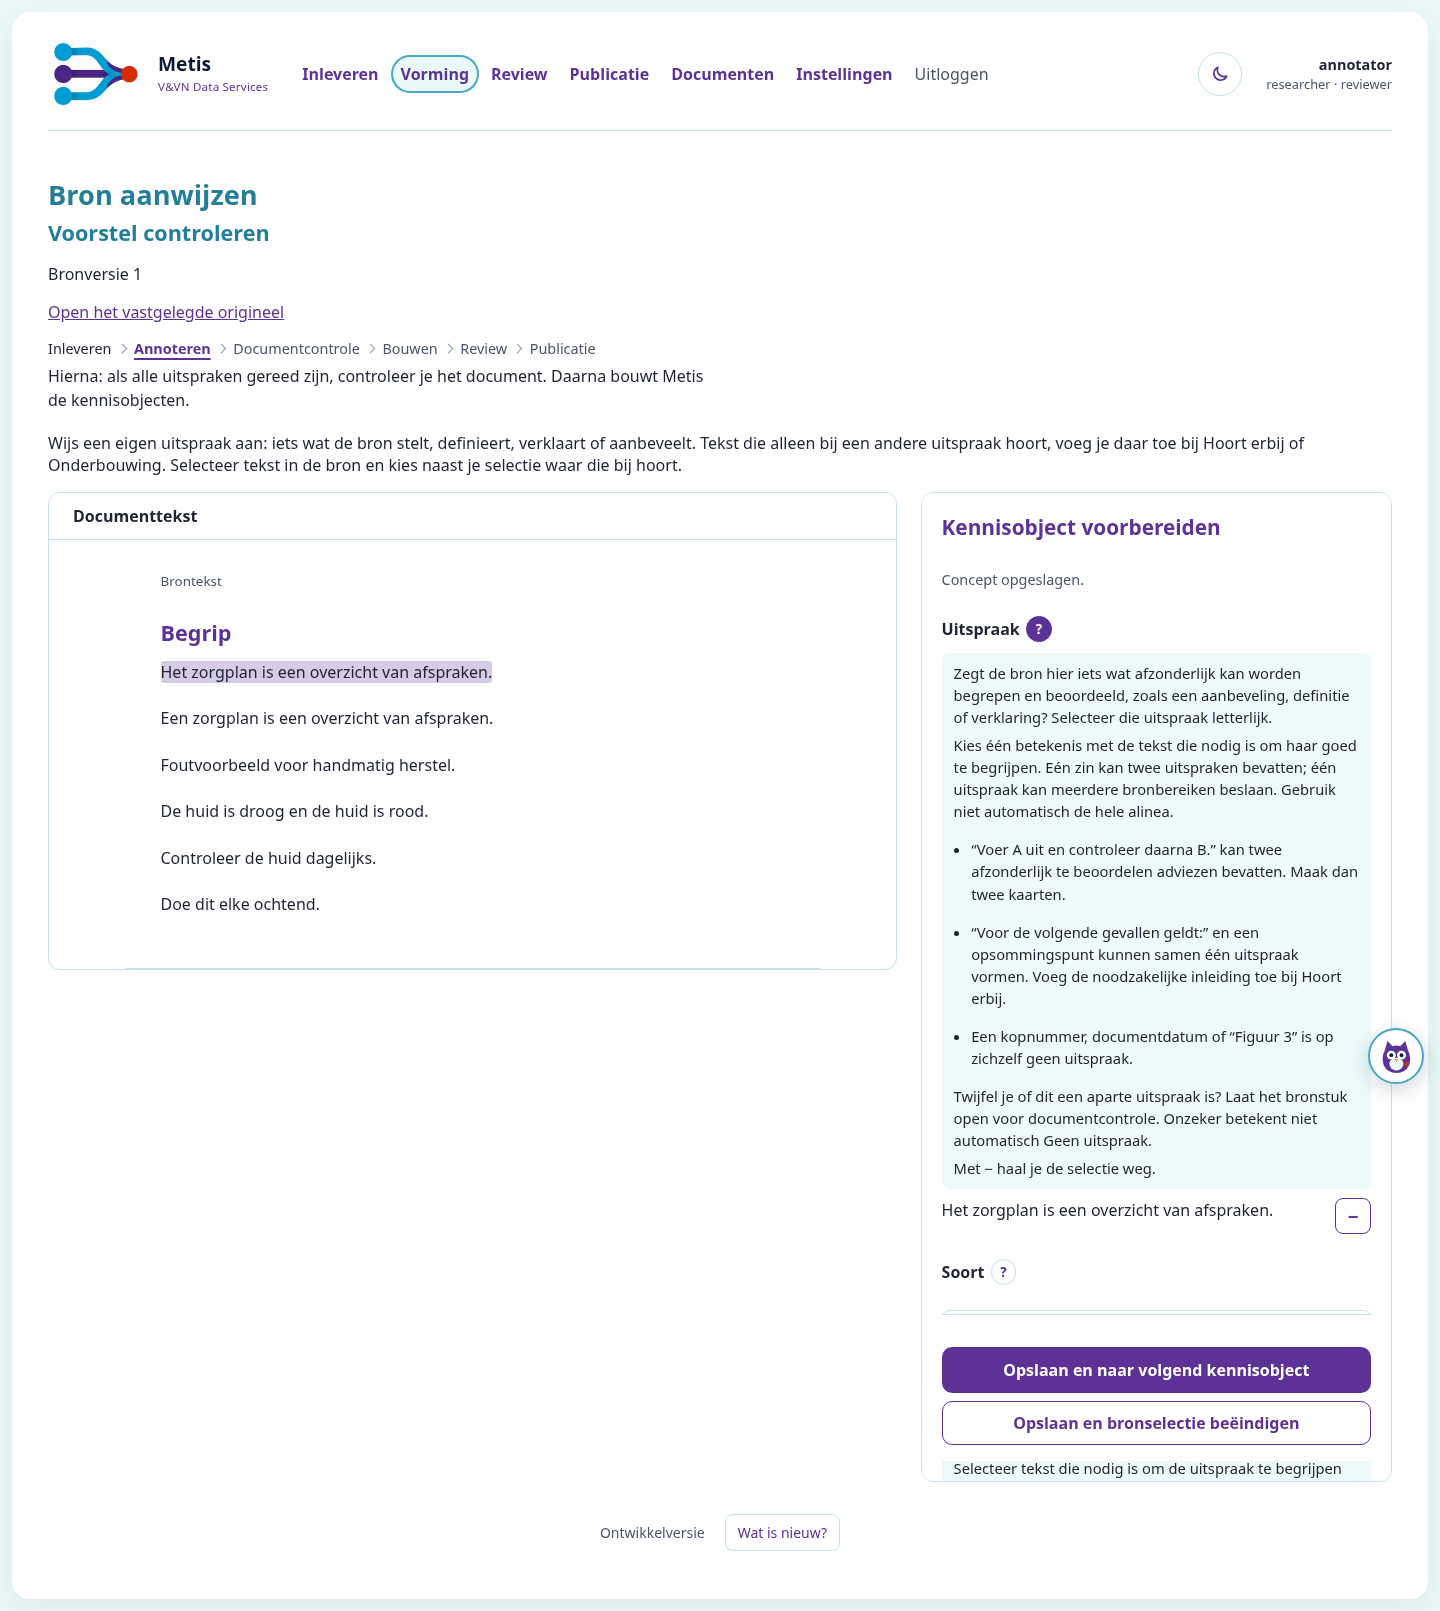 Metis
V&VN Data Services
Inleveren
Vorming
Review
Publicatie
Documenten
Instellingen
Uitloggen
annotator
researcher · reviewer
Bron aanwijzen
Voorstel controleren
Bronversie 1
Open het vastgelegde origineel
Inleveren > Annoteren > Documentcontrole > Bouwen > Review > Publicatie
Hierna: als alle uitspraken gereed zijn, controleer je het document. Daarna bouwt Metis
de kennisobjecten.
Wijs een eigen uitspraak aan: iets wat de bron stelt, definieert, verklaart of aanbeveelt. Tekst die alleen bij een andere uitspraak hoort, voeg je daar toe bij Hoort erbij of
Onderbouwing. Selecteer tekst in de bron en kies naast je selectie waar die bij hoort.
Documenttekst
Brontekst
Begrip
Het zorgplan is een overzicht van afspraken.
Een zorgplan is een overzicht van afspraken.
Foutvoorbeeld voor handmatig herstel.
De huid is droog en de huid is rood.
Controleer de huid dagelijks.
Doe dit elke ochtend.
Kennisobject voorbereiden
Concept opgeslagen.
Uitspraak ?
Zegt de bron hier iets wat afzonderlijk kan worden
begrepen en beoordeeld, zoals een aanbeveling, definitie
of verklaring? Selecteer die uitspraak letterlijk.
Kies één betekenis met de tekst die nodig is om haar goed
te begrijpen. Eén zin kan twee uitspraken bevatten; één
uitspraak kan meerdere bronbereiken beslaan. Gebruik
niet automatisch de hele alinea.
• “Voer A uit en controleer daarna B.” kan twee
afzonderlijk te beoordelen adviezen bevatten. Maak dan
twee kaarten.
• “Voor de volgende gevallen geldt:” en een
opsommingspunt kunnen samen één uitspraak
vormen. Voeg de noodzakelijke inleiding toe bij Hoort
erbij.
• Een kopnummer, documentdatum of “Figuur 3” is op
zichzelf geen uitspraak.
Twijfel je of dit een aparte uitspraak is? Laat het bronstuk
open voor documentcontrole. Onzeker betekent niet
automatisch Geen uitspraak.
Met − haal je de selectie weg.
Het zorgplan is een overzicht van afspraken.
−
Soort ?
Opslaan en naar volgend kennisobject
Opslaan en bronselectie beëindigen
Selecteer tekst die nodig is om de uitspraak te begrijpen
Ontwikkelversie
Wat is nieuw?